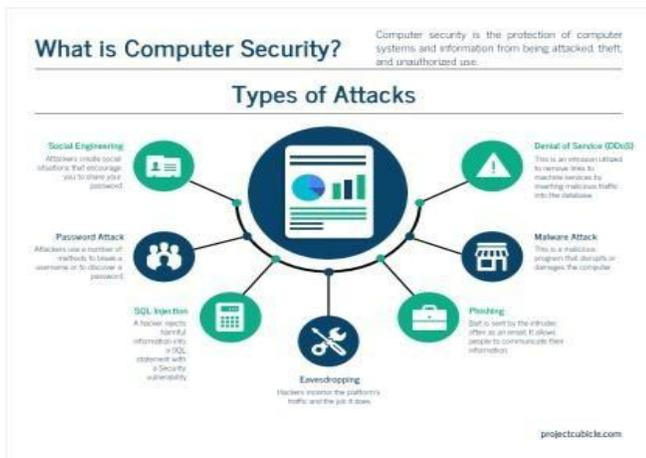 What is Computer Security?
Computer security is the protection of computer
systems and information from being attacked, theft,
and unauthorized use.
Types of Attacks
Social Engineering
Attackers create social
situations that encourage
you to share your
password.
Denial of Service (DDoS)
This is an intrusion utilized
to remove links to
machine services by
inserting malicious traffic
into the database.
Password Attack
Attackers use a number of
methods to break a
username or to discover a
password.
Malware Attack
This is a malicious
program that disrupts or
damages the computer
SQL Injection
A hacker injects
harmful
information into
a SQL
statement with
a Security
vulnerability.
Phishing
Bait is sent by the intruder,
often as an email. It allows
people to communicate their
information.
Eavesdropping
Hackers monitor the platform's
traffic and the job it does.
projectcubicle.com